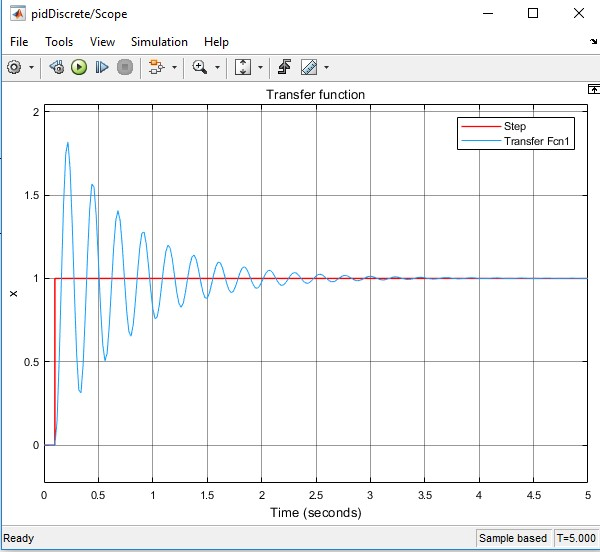 pidDiscrete/Scope
File Tools View Simulation Help
Transfer function
Step
Transfer Fcn1
2
1.5
1
0.5
0
x
0 0.5 1 1.5 2 2.5 3 3.5 4 4.5 5
Time (seconds)
Ready Sample based T=5.000